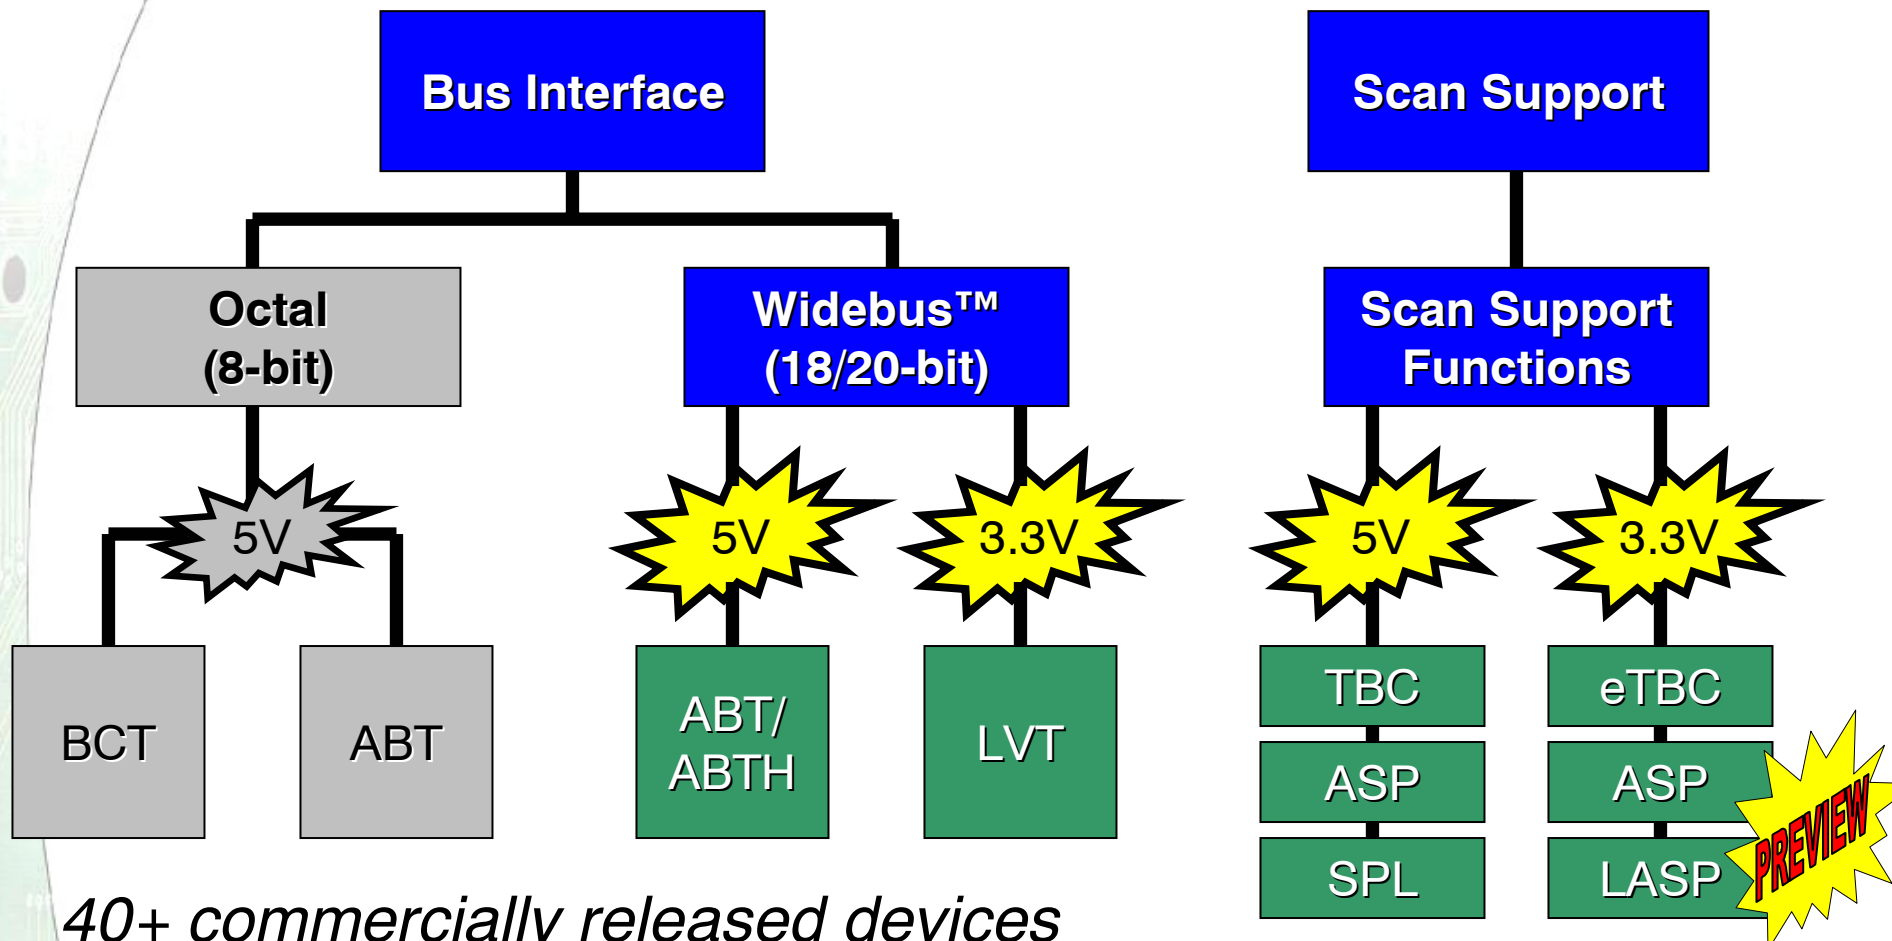 Bus Interface
Scan Support
Octal
(8-bit)
Widebus™
(18/20-bit)
Scan Support
Functions
5V
5V
3.3V
5V
3.3V
BCT
ABT
ABT/
ABTH
LVT
TBC
ASP
SPL
eTBC
ASP
LASP
PREVIEW
40+ commercially released devices